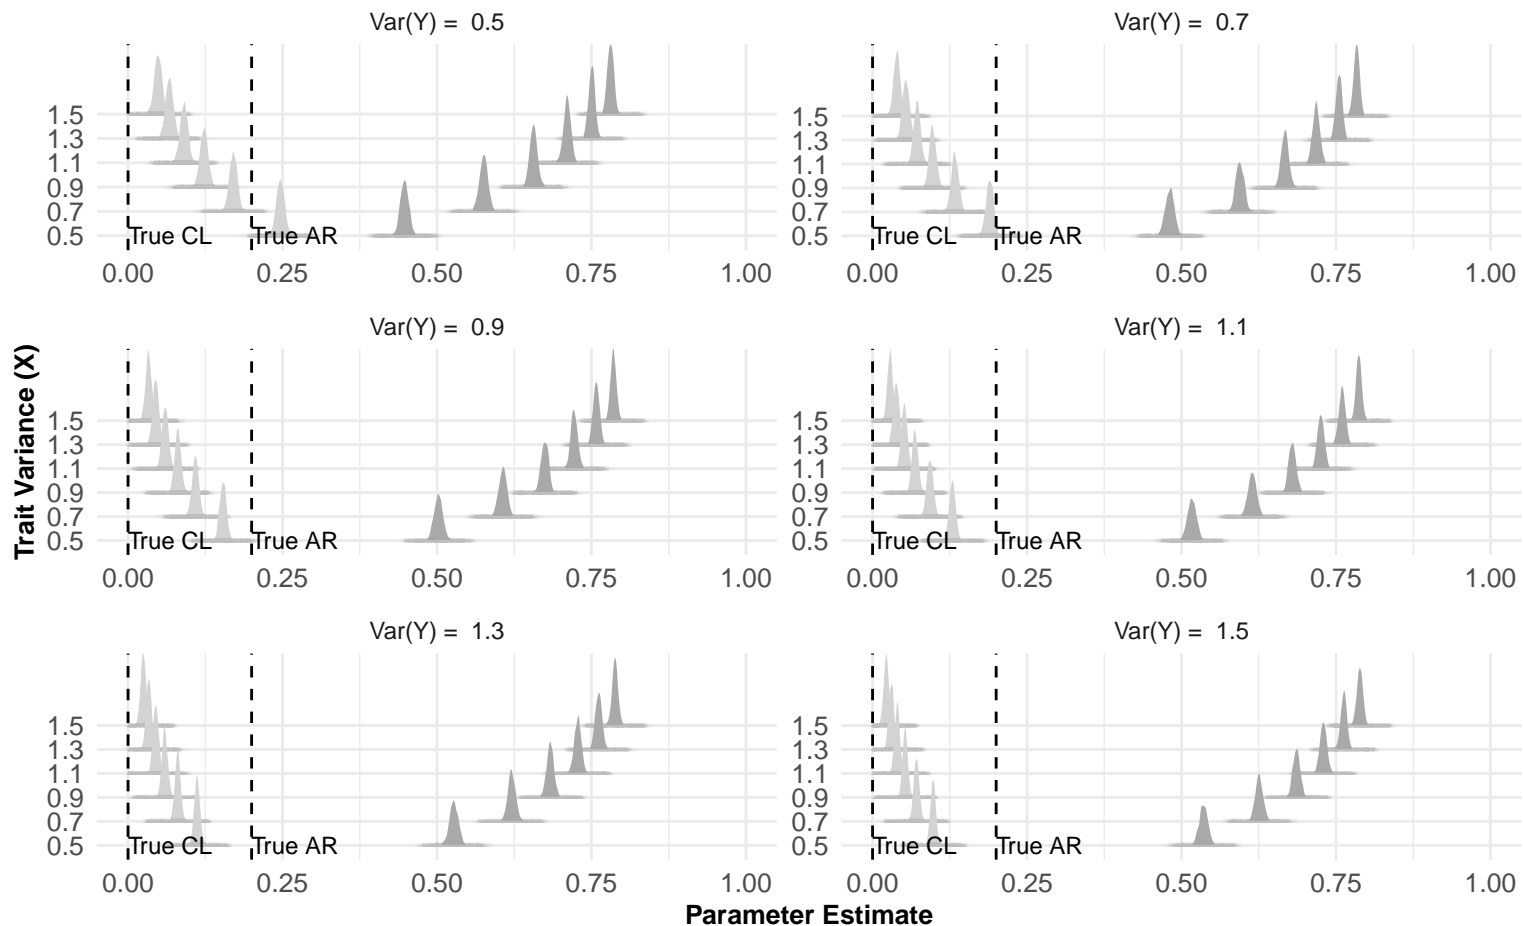 Var(Y) =  0.5
Var(Y) =  0.7
1.5
1.3
1.1
0.9
0.7
0.5
True CL
True AR
1.5
1.3
1.1
0.9
0.7
0.5
True CL
True AR
0.00 0.25 0.50 0.75 1.00
0.00 0.25 0.50 0.75 1.00
Var(Y) =  0.9
Var(Y) =  1.1
Trait Variance (X)
1.5
1.3
1.1
0.9
0.7
0.5
True CL
True AR
1.5
1.3
1.1
0.9
0.7
0.5
True CL
True AR
0.00 0.25 0.50 0.75 1.00
0.00 0.25 0.50 0.75 1.00
Var(Y) =  1.3
Var(Y) =  1.5
1.5
1.3
1.1
0.9
0.7
0.5
True CL
True AR
1.5
1.3
1.1
0.9
0.7
0.5
True CL
True AR
0.00 0.25 0.50 0.75 1.00
0.00 0.25 0.50 0.75 1.00
Parameter Estimate